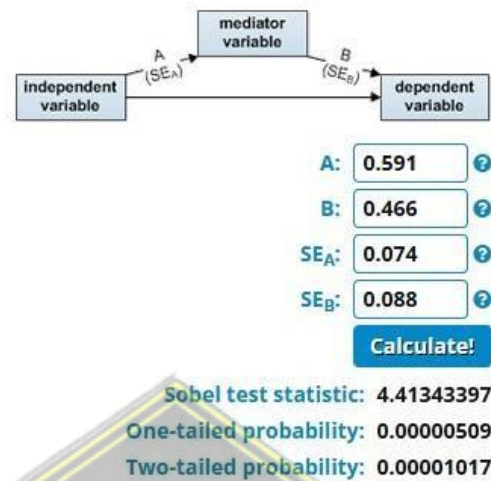 mediator
variable
A
(SEA)
B
(SEB)
independent
variable
dependent
variable
A: 0.591 ?
B: 0.466 ?
SEA: 0.074 ?
SEB: 0.088 ?
Calculate!
Sobel test statistic: 4.41343397
One-tailed probability: 0.00000509
Two-tailed probability: 0.00001017